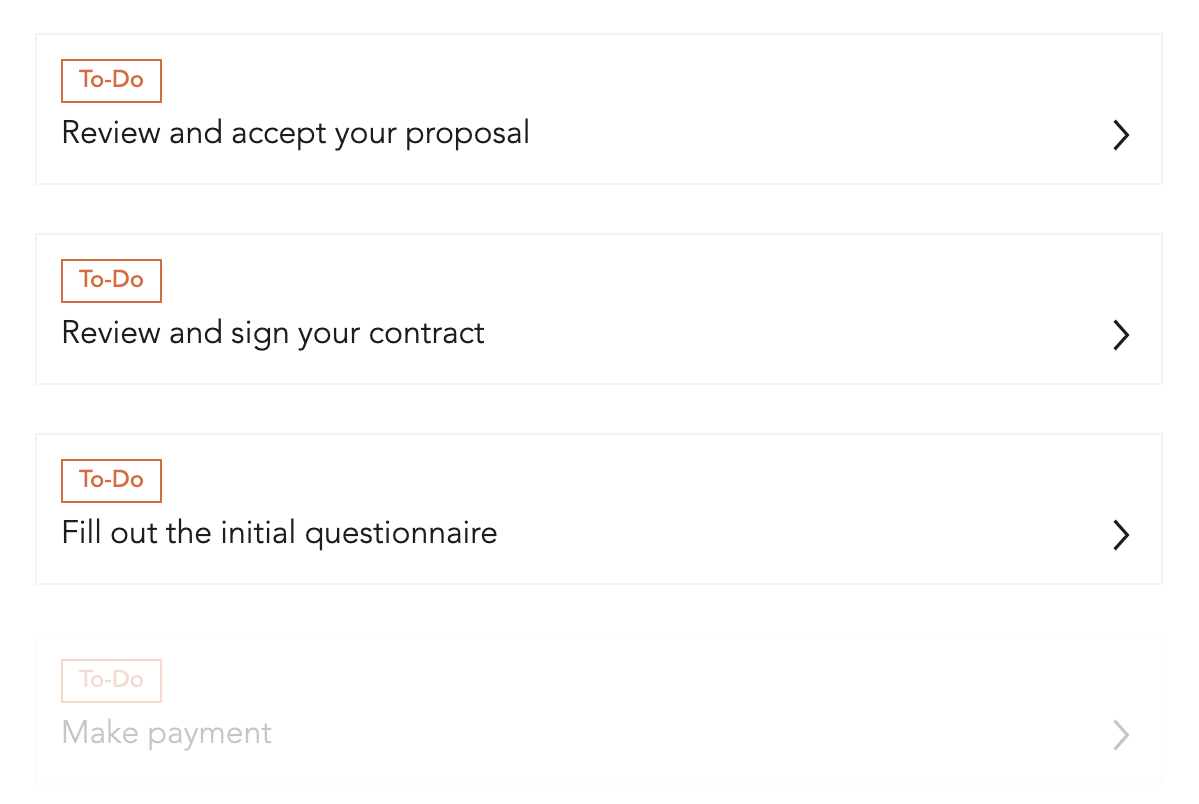 To-Do
Review and accept your proposal
To-Do
Review and sign your contract
To-Do
Fill out the initial questionnaire
To-Do
Make payment